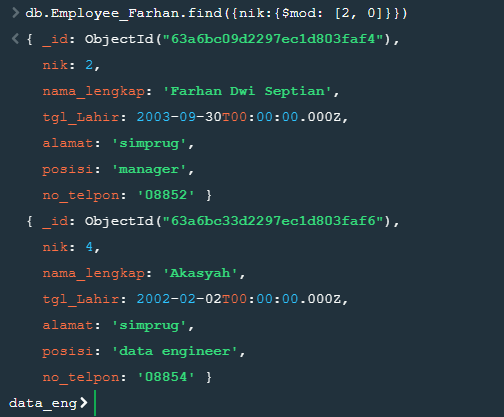 > db.Employee_Farhan.find({nik:{$mod: [2, 0]}})
< { _id: ObjectId("63a6bc09d2297ec1d803faf4"),
nik: 2,
nama_lengkap: 'Farhan Dwi Septian',
tgl_Lahir: 2003-09-30T00:00:00.000Z,
alamat: 'simprug',
posisi: 'manager',
no_telpon: '08852' }
{ _id: ObjectId("63a6bc33d2297ec1d803faf6"),
nik: 4,
nama_lengkap: 'Akasyah',
tgl_Lahir: 2002-02-02T00:00:00.000Z,
alamat: 'simprug',
posisi: 'data engineer',
no_telpon: '08854' }
data_eng>